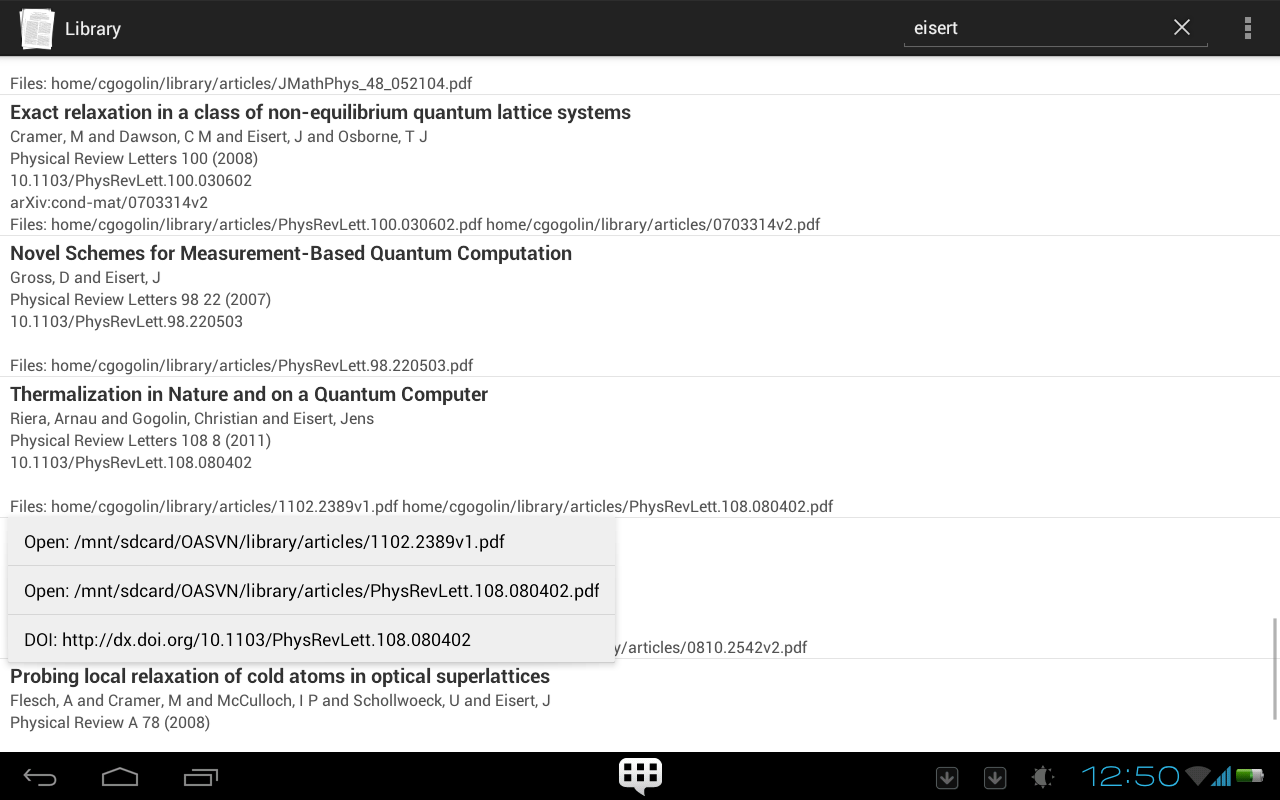 Library
eisert
Files: home/cgogolin/library/articles/JMathPhys_48_052104.pdf
Exact relaxation in a class of non-equilibrium quantum lattice systems
Cramer, M and Dawson, C M and Eisert, J and Osborne, T J
Physical Review Letters 100 (2008)
10.1103/PhysRevLett.100.030602
arXiv:cond-mat/0703314v2
Files: home/cgogolin/library/articles/PhysRevLett.100.030602.pdf home/cgogolin/library/articles/0703314v2.pdf
Novel Schemes for Measurement-Based Quantum Computation
Gross, D and Eisert, J
Physical Review Letters 98 22 (2007)
10.1103/PhysRevLett.98.220503
Files: home/cgogolin/library/articles/PhysRevLett.98.220503.pdf
Thermalization in Nature and on a Quantum Computer
Riera, Arnau and Gogolin, Christian and Eisert, Jens
Physical Review Letters 108 8 (2011)
10.1103/PhysRevLett.108.080402
Files: home/cgogolin/library/articles/1102.2389v1.pdf home/cgogolin/library/articles/PhysRevLett.108.080402.pdf
Open: /mnt/sdcard/OASVN/library/articles/1102.2389v1.pdf
Open: /mnt/sdcard/OASVN/library/articles/PhysRevLett.108.080402.pdf
DOI: http://dx.doi.org/10.1103/PhysRevLett.108.080402
y/articles/0810.2542v2.pdf
Probing local relaxation of cold atoms in optical superlattices
Flesch, A and Cramer, M and McCulloch, I P and Schollwoeck, U and Eisert, J
Physical Review A 78 (2008)
12:50